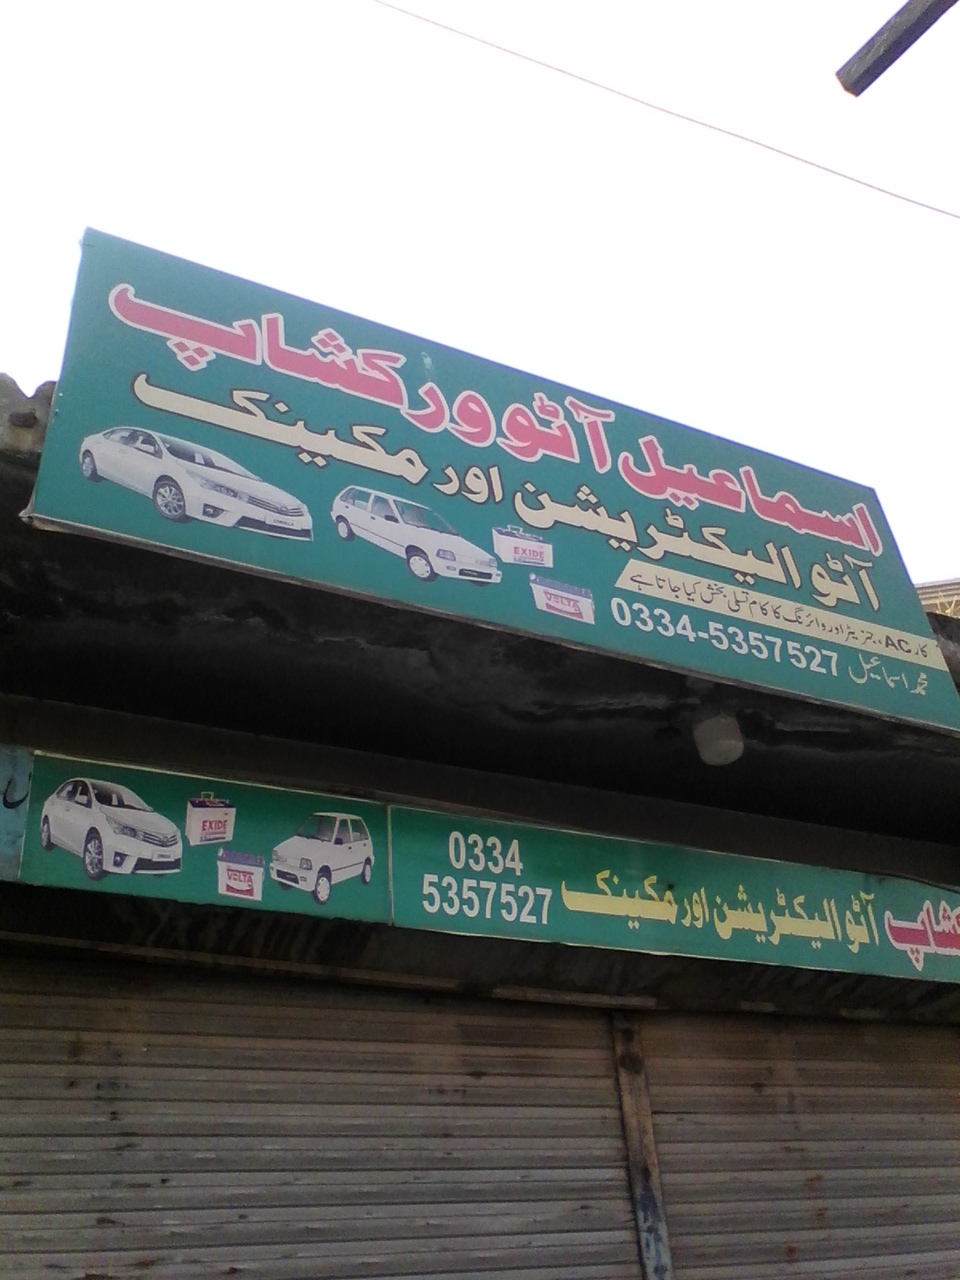 اسماعیل آٹو ورکشاپ
آٹو الیکٹریشن اور مکینک
کار AC، جنریٹر اور وائرنگ کا کام تسلی بخش کیا جاتا ہے
محمد اسماعیل 0334-5357527
EXIDE
VOLTA
COROLLA
کشاپ آٹو الیکٹریشن اور مکینک
0334
5357527
EXIDE
VOLTA